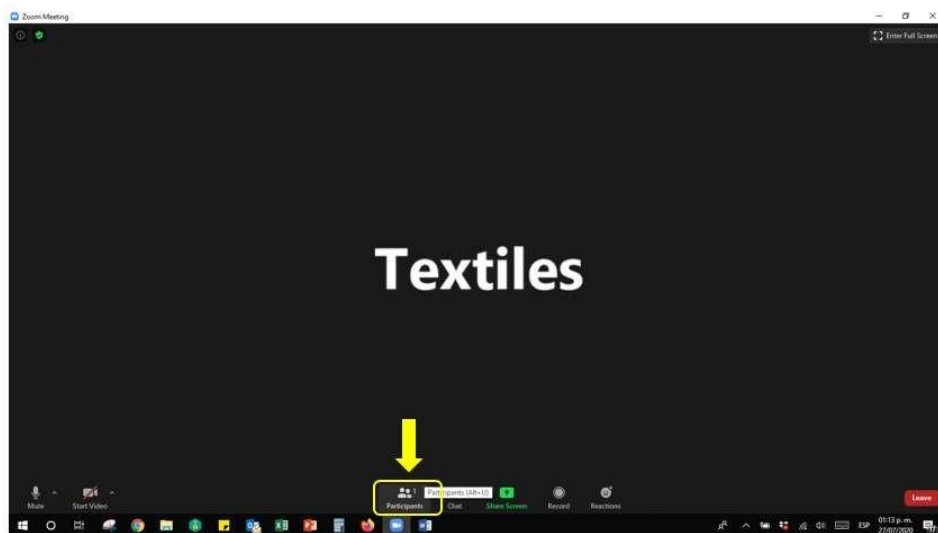 Zoom Meeting
Enter Full Screen
Textiles
Participants (Alt+U)
1
Mute
Start Video
Participants
Chat
Share Screen
Record
Reactions
Leave
ESP
01:13 p. m.
27/07/2020